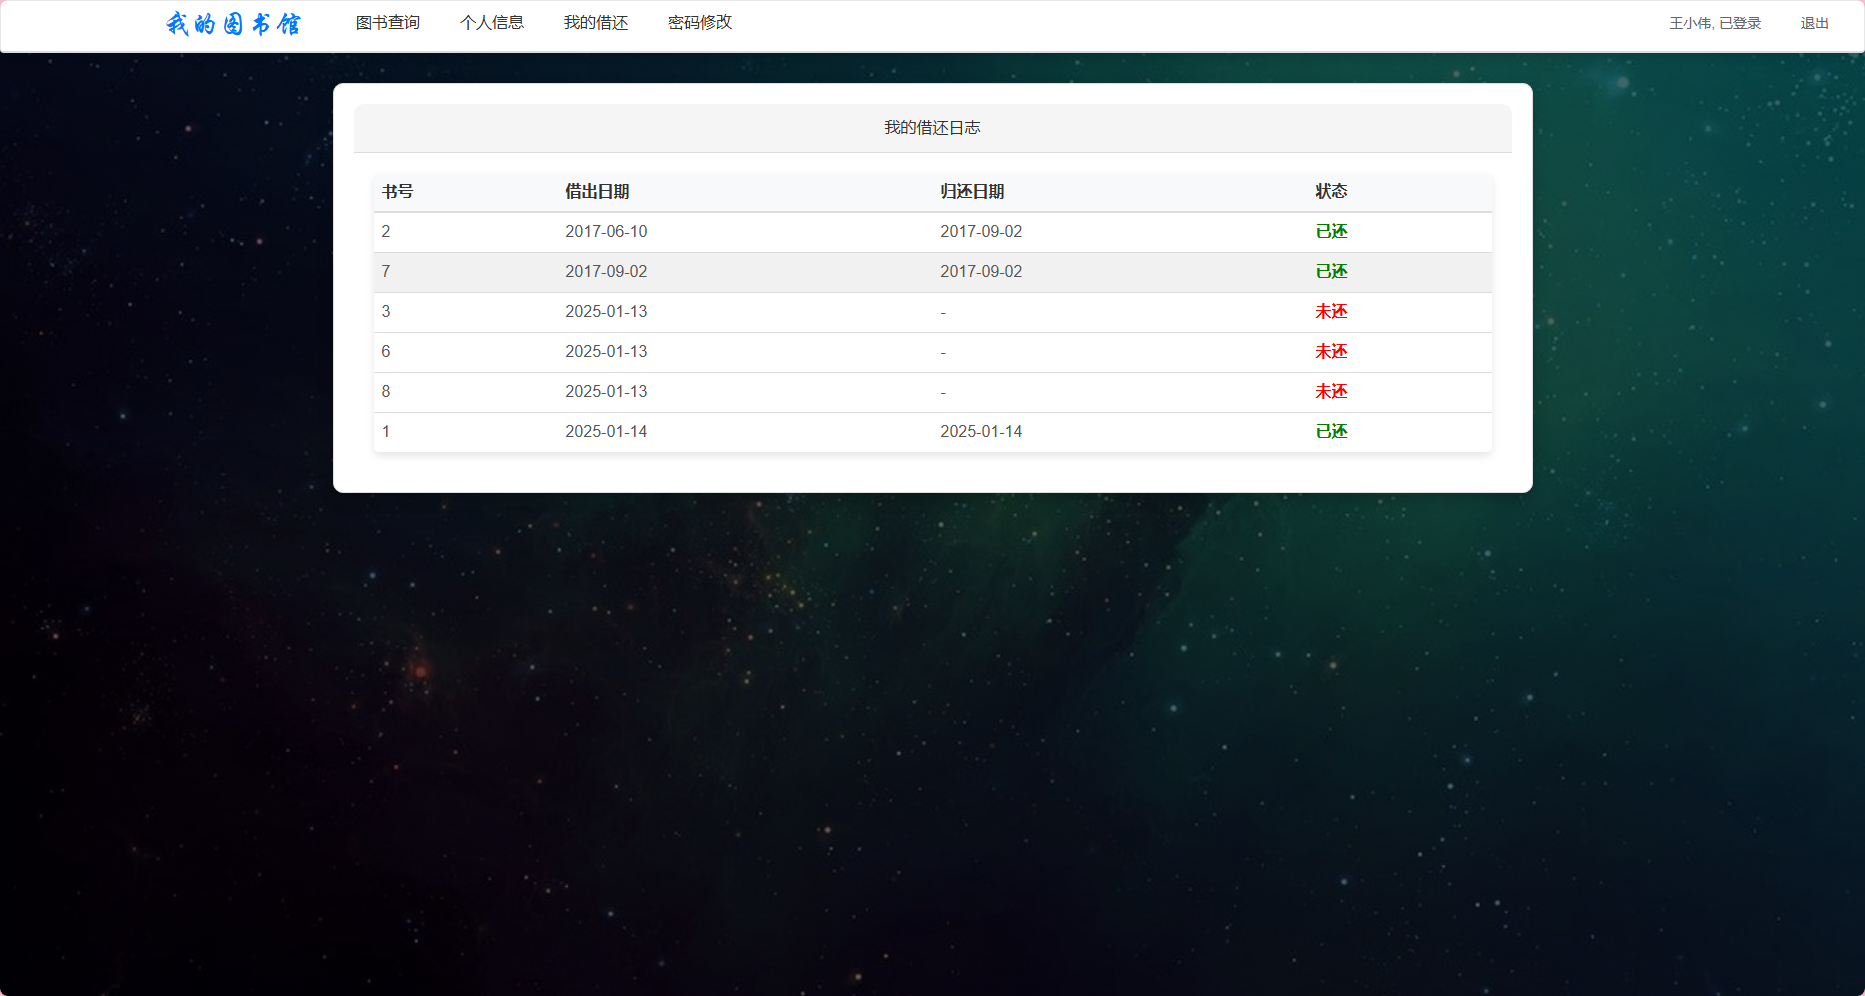 我的图书馆 图书查询 个人信息 我的借还 密码修改 王小伟, 已登录 退出
我的借还日志
书号 借出日期 归还日期 状态
2 2017-06-10 2017-09-02 已还
7 2017-09-02 2017-09-02 已还
3 2025-01-13 - 未还
6 2025-01-13 - 未还
8 2025-01-13 - 未还
1 2025-01-14 2025-01-14 已还